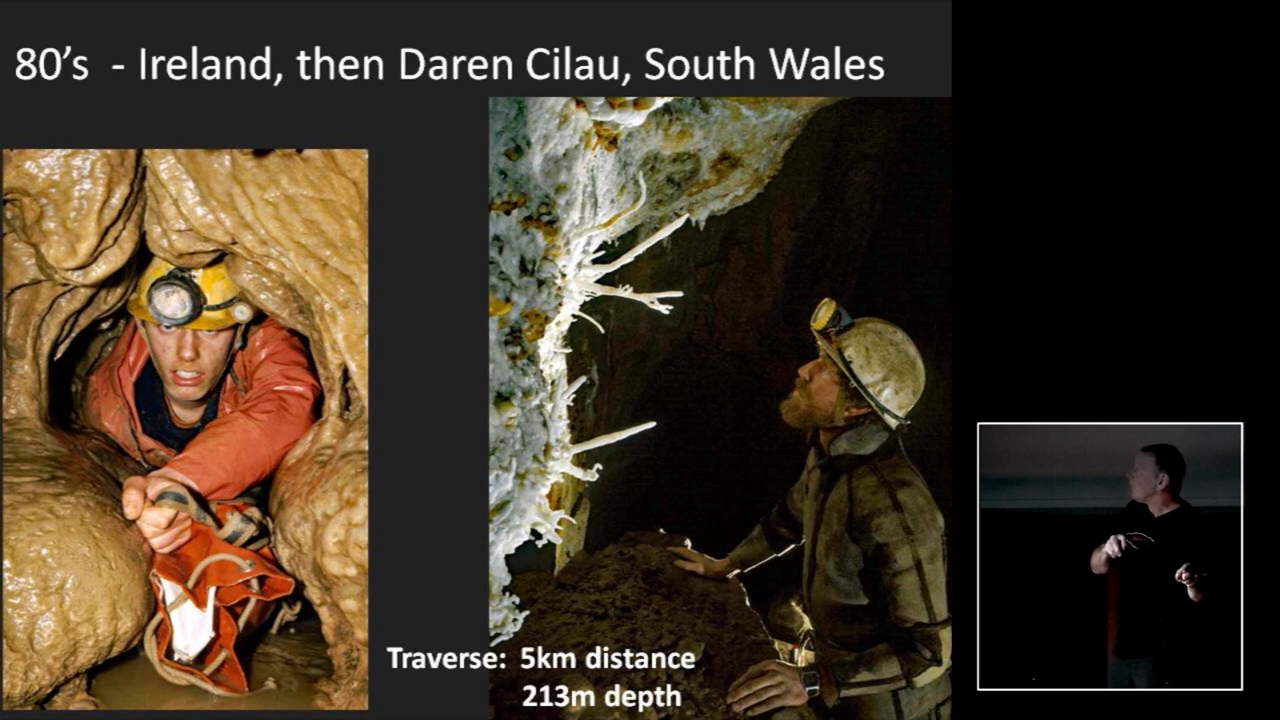 80's - Ireland, then Daren Cilau, South Wales
Traverse: 5km distance
213m depth